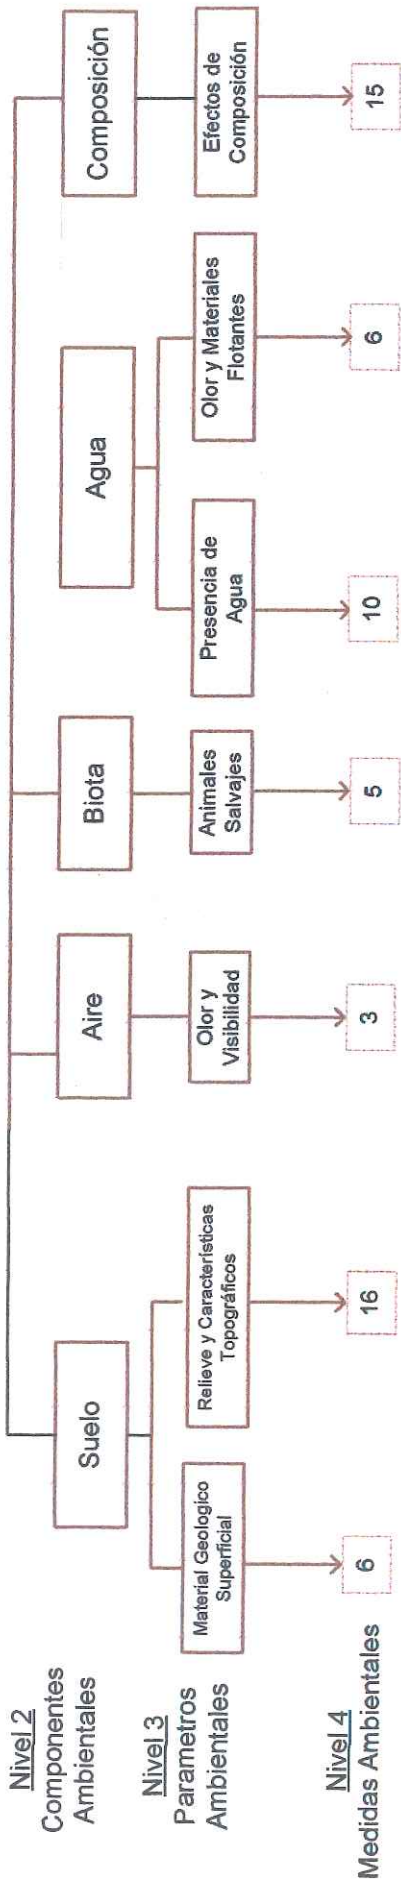 Nivel 2
Componentes
Ambientales
Suelo
Aire
Biota
Agua
Composición
Nivel 3
Parametros
Ambientales
Material Geologico
Superficial
Relieve y Características
Topográficos
Olor y
Visibilidad
Animales
Salvajes
Presencia de
Agua
Olor y Materiales
Flotantes
Efectos de
Composición
Nivel 4
Medidas Ambientales
6
16
3
5
10
6
15